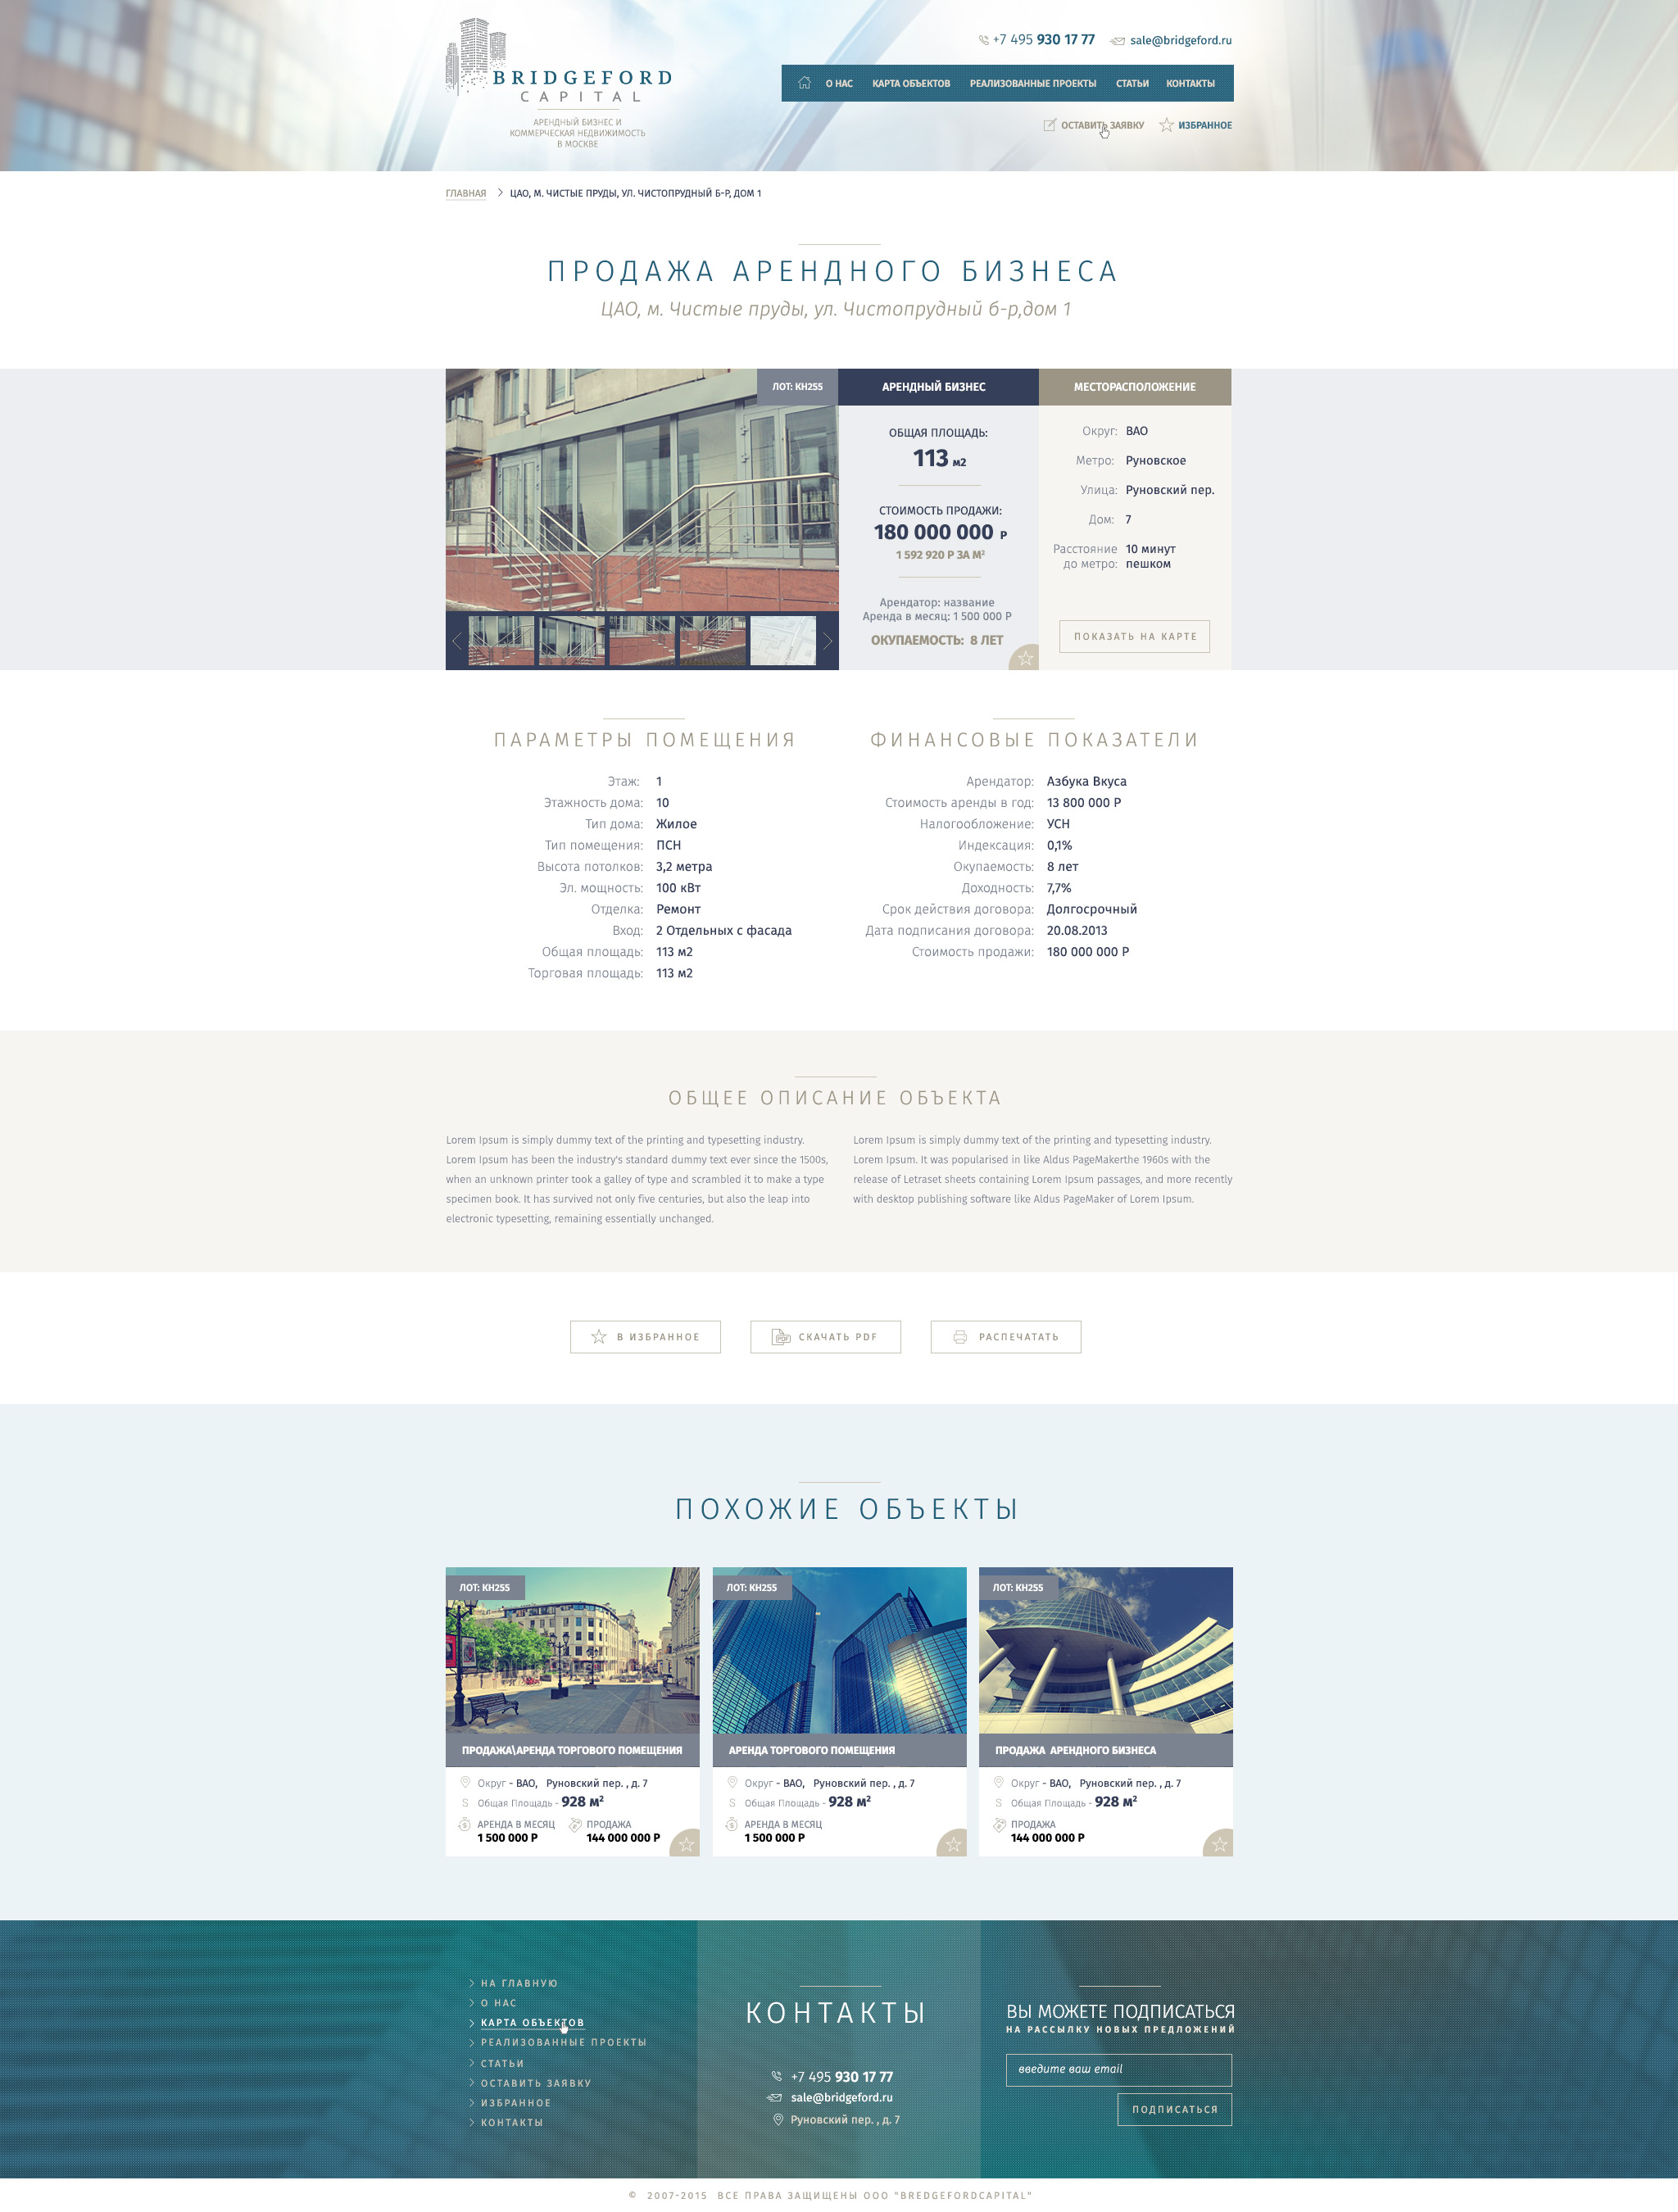 BRIDGEFORD
CAPITAL
АРЕНДНЫЙ БИЗНЕС И
КОММЕРЧЕСКАЯ НЕДВИЖИМОСТЬ
В МОСКВЕ
+7 495 930 17 77 sale@bridgeford.ru
О НАС КАРТА ОБЪЕКТОВ РЕАЛИЗОВАННЫЕ ПРОЕКТЫ СТАТЬИ КОНТАКТЫ
ОСТАВИТЬ ЗАЯВКУ ИЗБРАННОЕ
ГЛАВНАЯ > ЦАО, М. ЧИСТЫЕ ПРУДЫ, УЛ. ЧИСТОПРУДНЫЙ Б-Р, ДОМ 1
ПРОДАЖА АРЕНДНОГО БИЗНЕСА
ЦАО, м. Чистые пруды, ул. Чистопрудный б-р,дом 1
ЛОТ: КН255
АРЕНДНЫЙ БИЗНЕС
ОБЩАЯ ПЛОЩАДЬ:
113 м2
СТОИМОСТЬ ПРОДАЖИ:
180 000 000 Р
1 592 920 Р ЗА М²
Арендатор: название
Аренда в месяц: 1 500 000 Р
ОКУПАЕМОСТЬ: 8 ЛЕТ
МЕСТОРАСПОЛОЖЕНИЕ
Округ: ВАО
Метро: Руновское
Улица: Руновский пер.
Дом: 7
Расстояние до метро: 10 минут пешком
ПОКАЗАТЬ НА КАРТЕ
ПАРАМЕТРЫ ПОМЕЩЕНИЯ
Этаж: 1
Этажность дома: 10
Тип дома: Жилое
Тип помещения: ПСН
Высота потолков: 3,2 метра
Эл. мощность: 100 кВт
Отделка: Ремонт
Вход: 2 Отдельных с фасада
Общая площадь: 113 м2
Торговая площадь: 113 м2
ФИНАНСОВЫЕ ПОКАЗАТЕЛИ
Арендатор: Азбука Вкуса
Стоимость аренды в год: 13 800 000 Р
Налогообложение: УСН
Индексация: 0,1%
Окупаемость: 8 лет
Доходность: 7,7%
Срок действия договора: Долгосрочный
Дата подписания договора: 20.08.2013
Стоимость продажи: 180 000 000 Р
ОБЩЕЕ ОПИСАНИЕ ОБЪЕКТА
Lorem Ipsum is simply dummy text of the printing and typesetting industry.
Lorem Ipsum has been the industry's standard dummy text ever since the 1500s,
when an unknown printer took a galley of type and scrambled it to make a type
specimen book. It has survived not only five centuries, but also the leap into
electronic typesetting, remaining essentially unchanged.
Lorem Ipsum is simply dummy text of the printing and typesetting industry.
Lorem Ipsum. It was popularised in like Aldus PageMakerthe 1960s with the
release of Letraset sheets containing Lorem Ipsum passages, and more recently
with desktop publishing software like Aldus PageMaker of Lorem Ipsum.
В ИЗБРАННОЕ
СКАЧАТЬ PDF
РАСПЕЧАТАТЬ
ПОХОЖИЕ ОБЪЕКТЫ
ЛОТ: КН255
ПРОДАЖА\АРЕНДА ТОРГОВОГО ПОМЕЩЕНИЯ
Округ - ВАО, Руновский пер. , д. 7
S Общая Площадь - 928 м²
АРЕНДА В МЕСЯЦ ПРОДАЖА
1 500 000 Р 144 000 000 Р
ЛОТ: КН255
АРЕНДА ТОРГОВОГО ПОМЕЩЕНИЯ
Округ - ВАО, Руновский пер. , д. 7
S Общая Площадь - 928 м²
АРЕНДА В МЕСЯЦ
1 500 000 Р
ЛОТ: КН255
ПРОДАЖА АРЕНДНОГО БИЗНЕСА
Округ - ВАО, Руновский пер. , д. 7
S Общая Площадь - 928 м²
ПРОДАЖА
144 000 000 Р
НА ГЛАВНУЮ
О НАС
КАРТА ОБЪЕКТОВ
РЕАЛИЗОВАННЫЕ ПРОЕКТЫ
СТАТЬИ
ОСТАВИТЬ ЗАЯВКУ
ИЗБРАННОЕ
КОНТАКТЫ
КОНТАКТЫ
+7 495 930 17 77
sale@bridgeford.ru
Руновский пер. , д. 7
ВЫ МОЖЕТЕ ПОДПИСАТЬСЯ
НА РАССЫЛКУ НОВЫХ ПРЕДЛОЖЕНИЙ
введите ваш email
ПОДПИСАТЬСЯ
© 2007-2015 ВСЕ ПРАВА ЗАЩИЩЕНЫ ООО "BREDGEFORDCAPITAL"